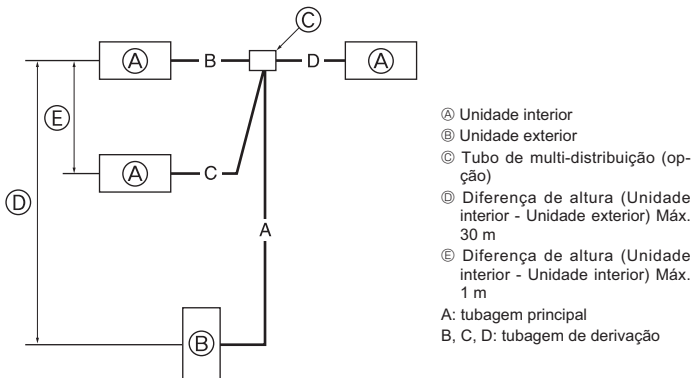 Ⓒ
Ⓐ B D Ⓐ
Ⓔ
Ⓐ C
Ⓓ
A
Ⓑ
Ⓐ Unidade interior
Ⓑ Unidade exterior
Ⓒ Tubo de multi-distribuição (op-
ção)
Ⓓ Diferença de altura (Unidade
interior - Unidade exterior) Máx.
30 m
Ⓔ Diferença de altura (Unidade
interior - Unidade interior) Máx.
1 m
A: tubagem principal
B, C, D: tubagem de derivação